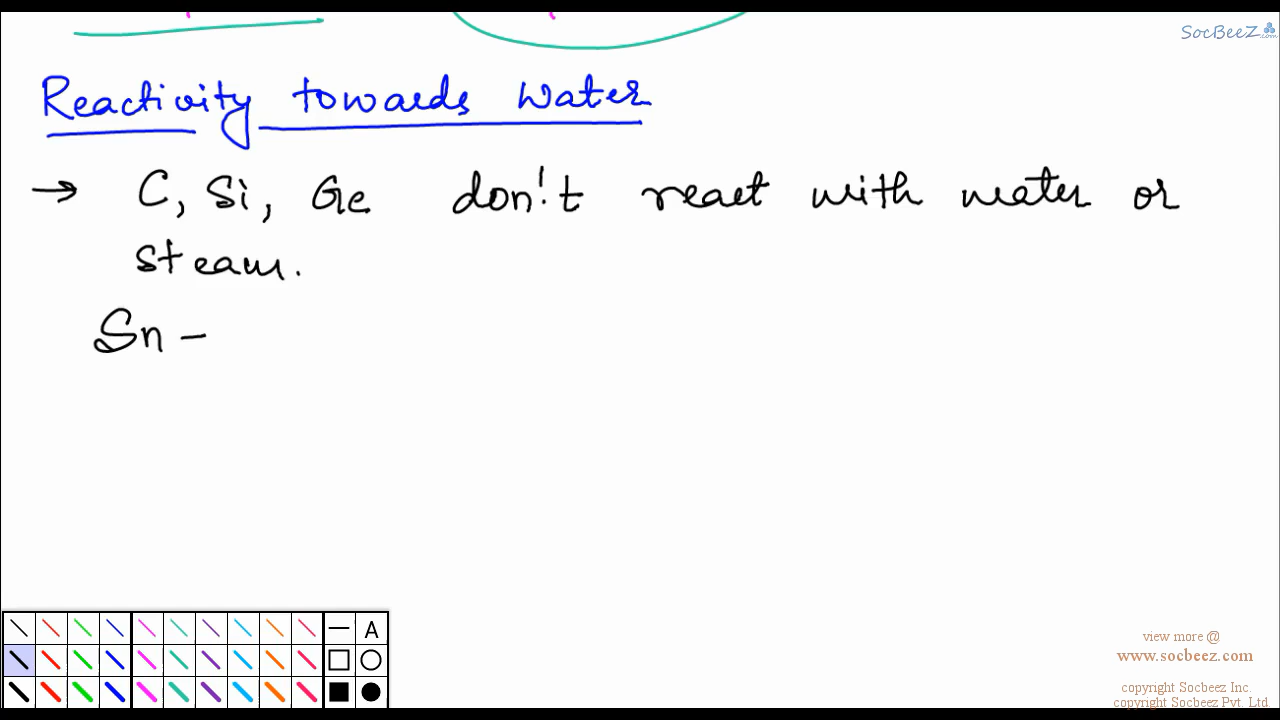 SocBeeZ.com
Reactivity towards Water
→ C, Si, Ge don't react with water or
steam.
Sn -
A
view more @
www.socbeez.com
copyright Socbeez Inc.
copyright Socbeez Pvt. Ltd.